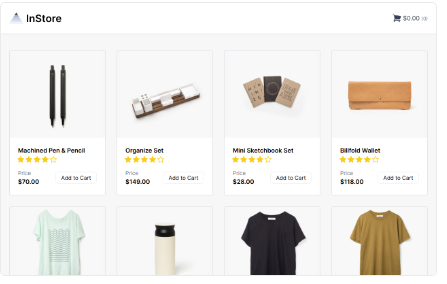 InStore
$0.00 (0)
Machined Pen & Pencil
Price
$70.00
Add to Cart
Organize Set
Price
$149.00
Add to Cart
Mini Sketchbook Set
Price
$28.00
Add to Cart
Billfold Wallet
Price
$118.00
Add to Cart